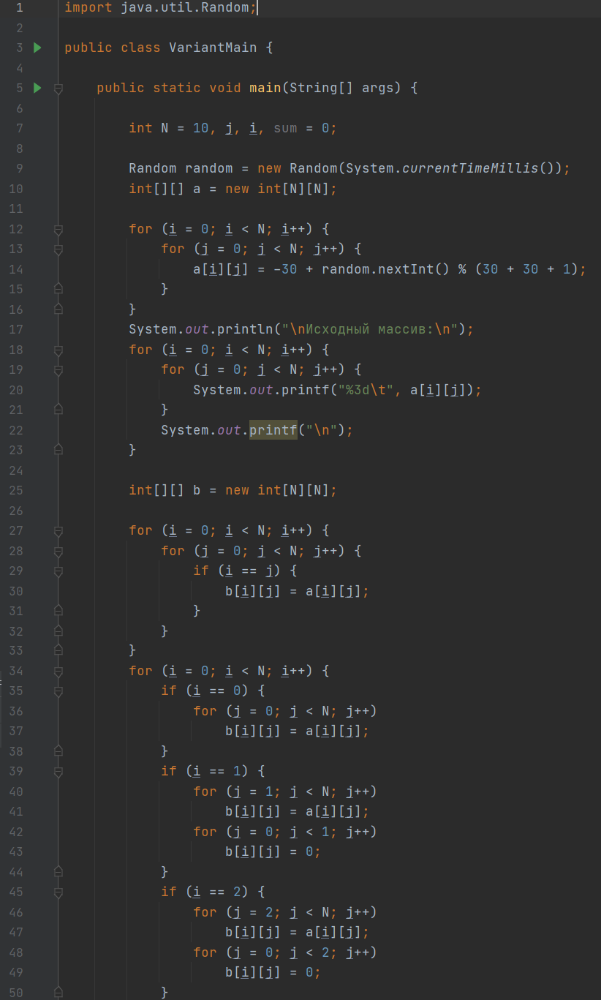 1 import java.util.Random;
2
3 public class VariantMain {
4
5     public static void main(String[] args) {
6
7         int N = 10, j, i, sum = 0;
8
9         Random random = new Random(System.currentTimeMillis());
10         int[][] a = new int[N][N];
11
12         for (i = 0; i < N; i++) {
13             for (j = 0; j < N; j++) {
14                 a[i][j] = -30 + random.nextInt() % (30 + 30 + 1);
15             }
16         }
17         System.out.println("\nИсходный массив:\n");
18         for (i = 0; i < N; i++) {
19             for (j = 0; j < N; j++) {
20                 System.out.printf("%3d\t", a[i][j]);
21             }
22             System.out.printf("\n");
23         }
24
25         int[][] b = new int[N][N];
26
27         for (i = 0; i < N; i++) {
28             for (j = 0; j < N; j++) {
29                 if (i == j) {
30                     b[i][j] = a[i][j];
31                 }
32             }
33         }
34         for (i = 0; i < N; i++) {
35             if (i == 0) {
36                 for (j = 0; j < N; j++)
37                     b[i][j] = a[i][j];
38             }
39             if (i == 1) {
40                 for (j = 1; j < N; j++)
41                     b[i][j] = a[i][j];
42                 for (j = 0; j < 1; j++)
43                     b[i][j] = 0;
44             }
45             if (i == 2) {
46                 for (j = 2; j < N; j++)
47                     b[i][j] = a[i][j];
48                 for (j = 0; j < 2; j++)
49                     b[i][j] = 0;
50             }